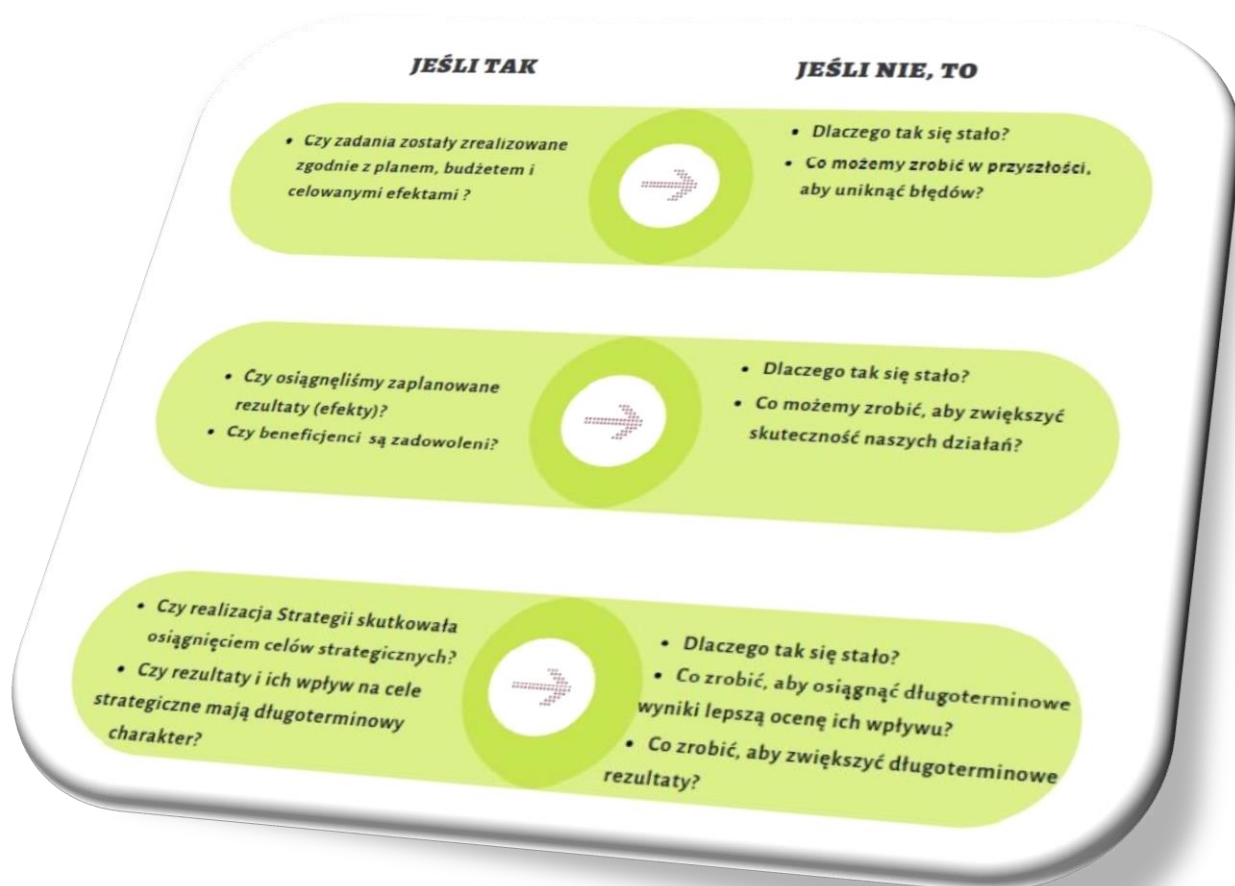 JEŚLI TAK
JEŚLI NIE, TO
• Czy zadania zostały zrealizowane
zgodnie z planem, budżetem i
celowanymi efektami ?
• Dlaczego tak się stało?
• Co możemy zrobić w przyszłości,
aby uniknąć błędów?
• Czy osiągnęliśmy zaplanowane
rezultaty (efekty)?
• Czy beneficjenci są zadowoleni?
• Dlaczego tak się stało?
• Co możemy zrobić, aby zwiększyć
skuteczność naszych działań?
• Czy realizacja Strategii skutkowała
osiągnięciem celów strategicznych?
• Czy rezultaty i ich wpływ na cele
strategiczne mają długoterminowy
charakter?
• Dlaczego tak się stało?
• Co zrobić, aby osiągnąć długoterminowe
wyniki lepszą ocenę ich wpływu?
• Co zrobić, aby zwiększyć długoterminowe
rezultaty?